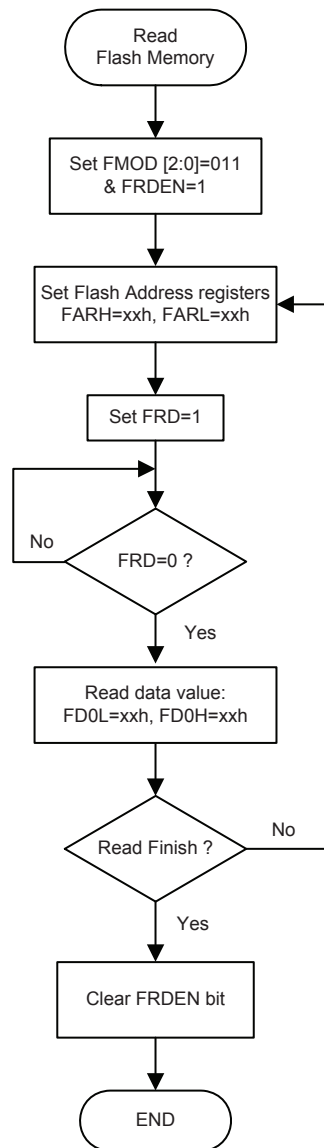 Read
Flash Memory
Set FMOD [2:0]=011
& FRDEN=1
Set Flash Address registers
FARH=xxh, FARL=xxh
Set FRD=1
No
FRD=0 ?
Yes
Read data value:
FD0L=xxh, FD0H=xxh
No
Read Finish ?
Yes
Clear FRDEN bit
END